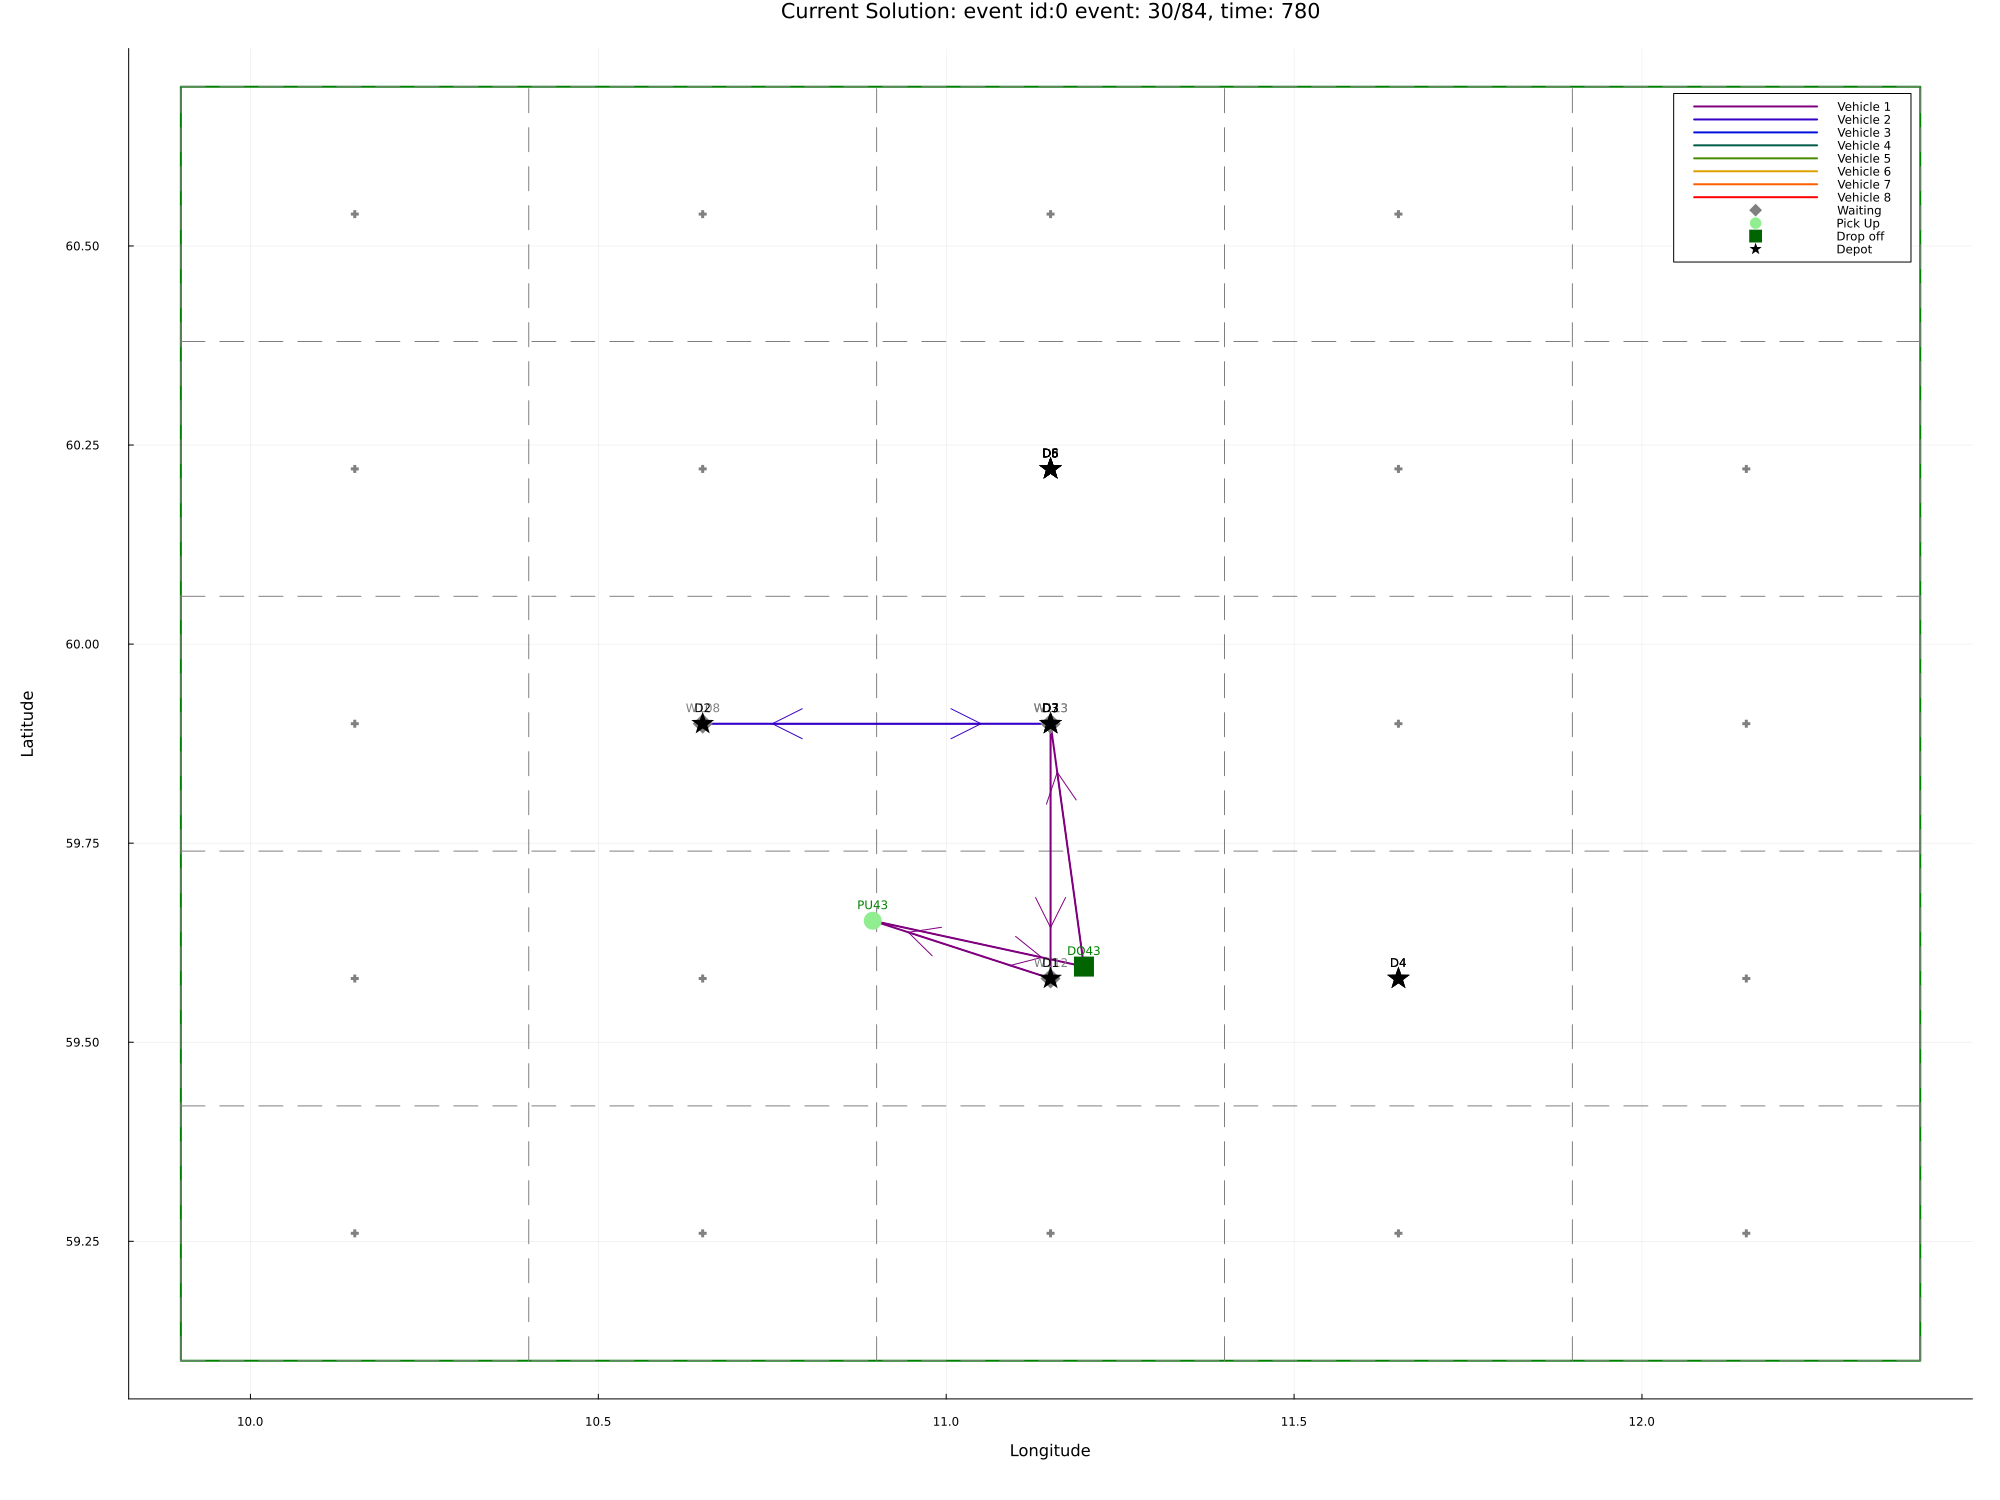 Current Solution: event id:0 event: 30/84, time: 780
Vehicle 1
Vehicle 2
Vehicle 3
Vehicle 4
Vehicle 5
Vehicle 6
Vehicle 7
Vehicle 8
Waiting
Pick Up
Drop off
Depot
60.50
60.25
60.00
59.75
59.50
59.25
Latitude
D2
PU43
DO43
D1
D4
10.0
10.5
11.0
11.5
12.0
Longitude